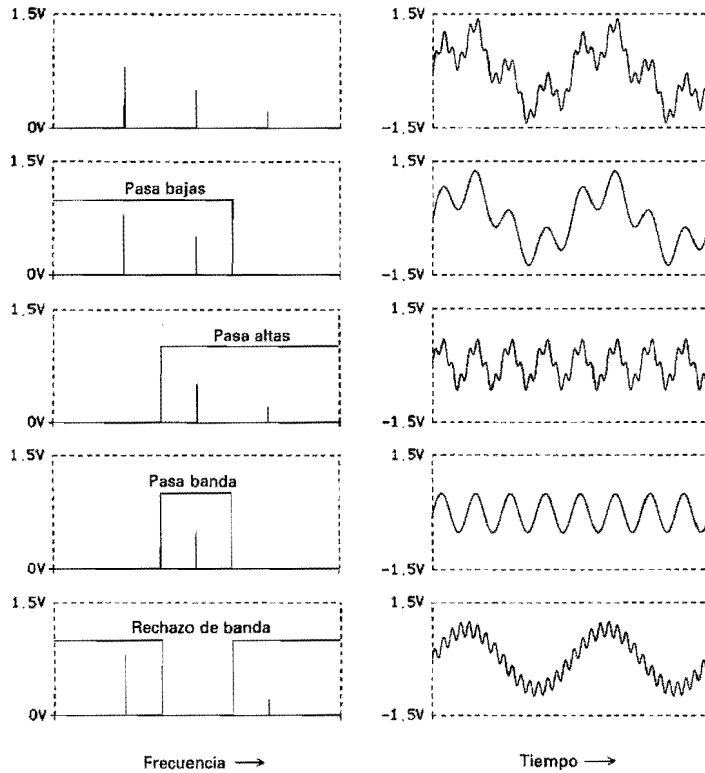 1.5V
0V
1.5V
-1.5V
1.5V
Pasa bajas
0V
1.5V
-1.5V
1.5V
Pasa altas
0V
1.5V
-1.5V
1.5V
Pasa banda
0V
1.5V
-1.5V
1.5V
Rechazo de banda
0V
1.5V
-1.5V
Frecuencia →
Tiempo →